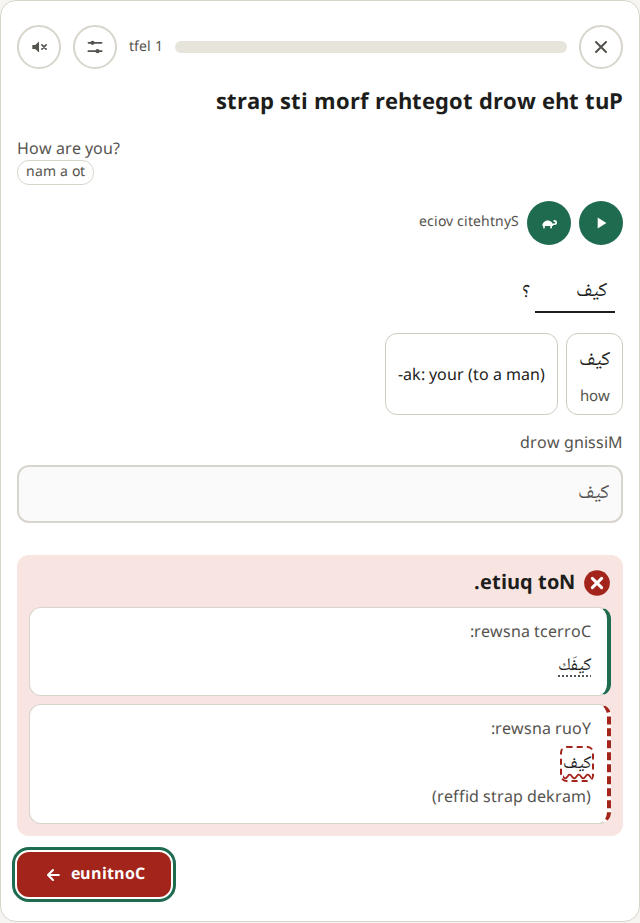 tfel 1
strap sti morf rehtegot drow eht tuP
How are you?
nam a ot
eciov citehtnyS
كيف ؟
كيف
how
-ak: your (to a man)
drow gnissiM
كيف
.etiuq toN
:rewsna tcerroC
كيفَك
:rewsna ruoY
كيف
(reffid strap dekram)
eunitnoC